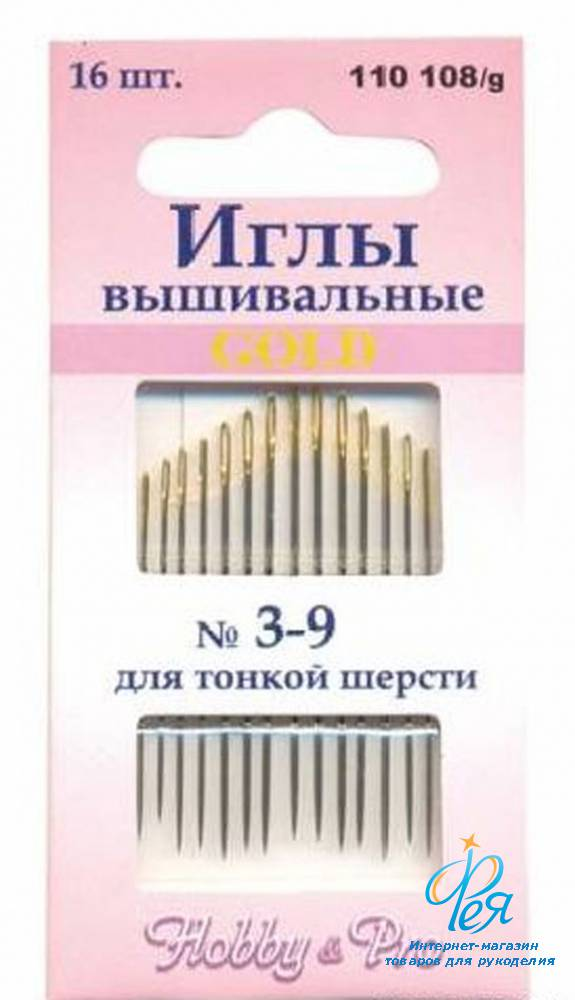 16 шт. 110 108/g
Иглы
вышивальные
GOLD
№ 3-9
для тонкой шерсти
Hobby & Pro
Фея
Интернет-магазин
товаров для рукоделия